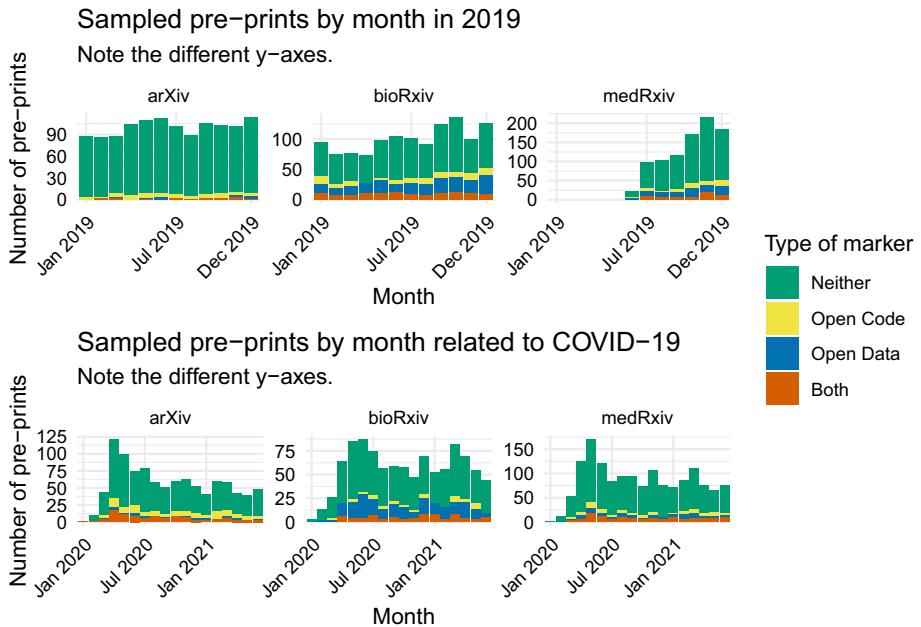 Sampled pre−prints by month in 2019
Note the different y−axes.
arXiv bioRxiv medRxiv
Number of pre−prints
90
60
30
0
100
50
0
200
150
100
50
0
Jan 2019 Jul 2019 Dec 2019 Jan 2019 Jul 2019 Dec 2019 Jan 2019 Jul 2019 Dec 2019
Month
Type of marker
Neither
Open Code
Open Data
Both
Sampled pre−prints by month related to COVID−19
Note the different y−axes.
arXiv bioRxiv medRxiv
Number of pre−prints
125
100
75
50
25
0
75
50
25
0
150
100
50
0
Jan 2020 Jul 2020 Jan 2021 Jan 2020 Jul 2020 Jan 2021 Jan 2020 Jul 2020 Jan 2021
Month